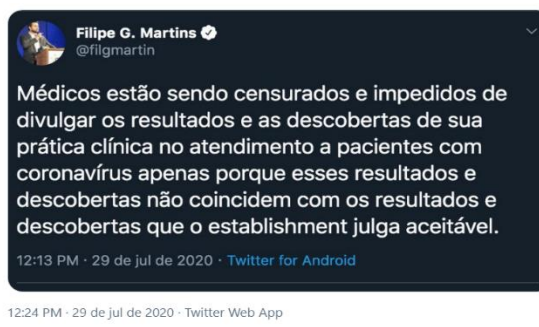 Filipe G. Martins
@filgmartin
Médicos estão sendo censurados e impedidos de
divulgar os resultados e as descobertas de sua
prática clínica no atendimento a pacientes com
coronavírus apenas porque esses resultados e
descobertas não coincidem com os resultados e
descobertas que o establishment julga aceitável.
12:13 PM · 29 de jul de 2020 · Twitter for Android
12:24 PM · 29 de jul de 2020 · Twitter Web App